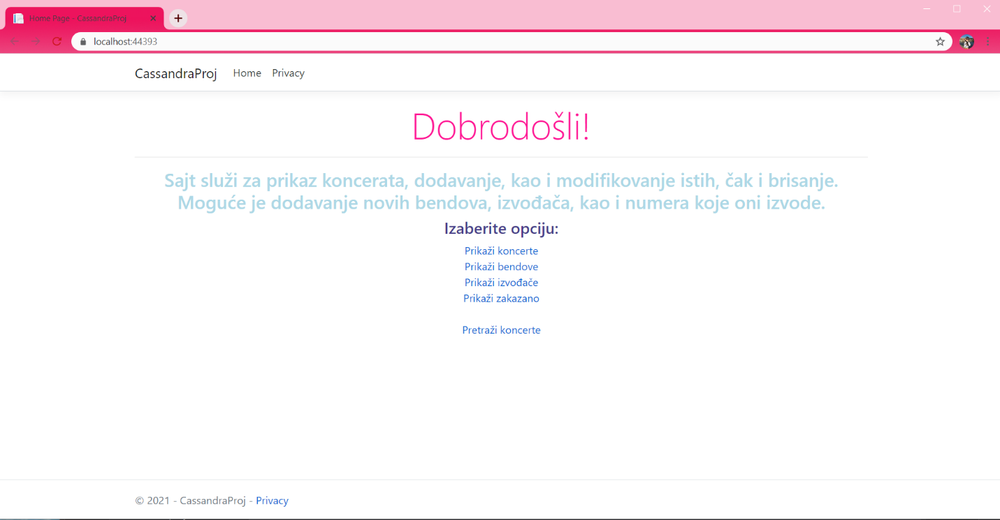 Home Page - CassandraProj
localhost:44393
CassandraProj Home Privacy
Dobrodošli!
Sajt služi za prikaz koncerata, dodavanje, kao i modifikovanje istih, čak i brisanje.
Moguće je dodavanje novih bendova, izvođača, kao i numera koje oni izvode.
Izaberite opciju:
Prikaži koncerte
Prikaži bendove
Prikaži izvođače
Prikaži zakazano
Pretraži koncerte
© 2021 - CassandraProj - Privacy